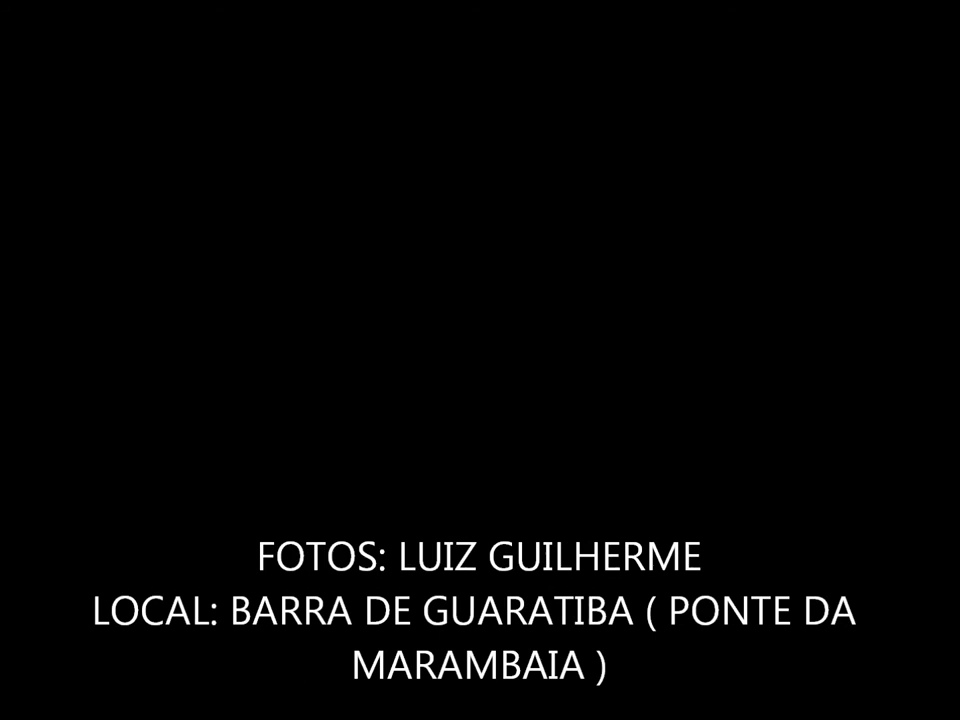 FOTOS: LUIZ GUILHERME
LOCAL: BARRA DE GUARATIBA ( PONTE DA
MARAMBAIA )